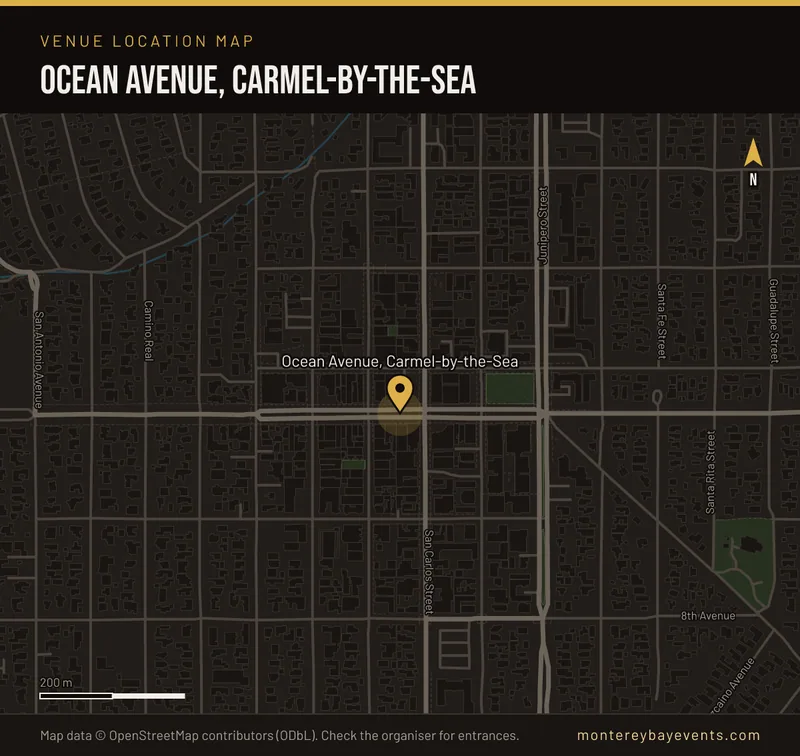 VENUE LOCATION MAP
OCEAN AVENUE, CARMEL-BY-THE-SEA
N
Junipero Street
Santa Fe Street
Guadalupe Street
Camino Real
San Antonio Avenue
Ocean Avenue, Carmel-by-the-Sea
Santa Rita Street
San Carlos Street
8th Avenue
zcaino Avenue
200 m
Map data © OpenStreetMap contributors (ODbL). Check the organiser for entrances.
montereybayevents.com